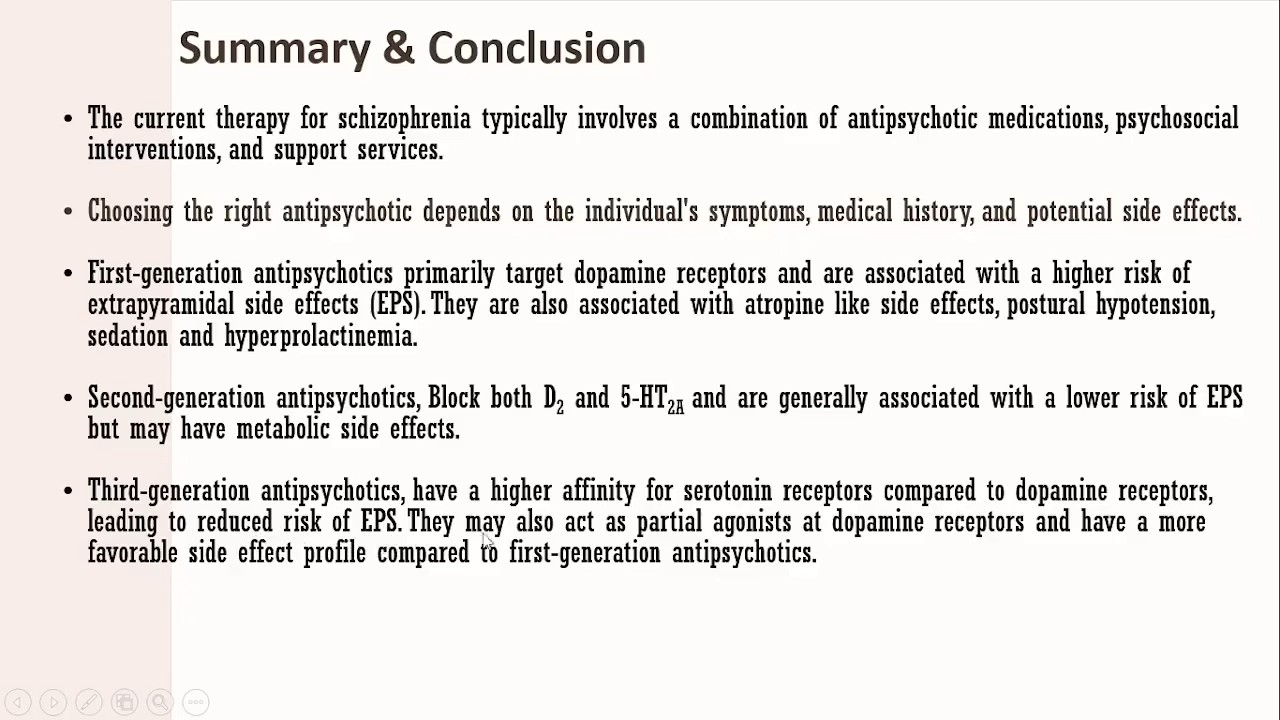 Summary & Conclusion
• The current therapy for schizophrenia typically involves a combination of antipsychotic medications, psychosocial
interventions, and support services.
• Choosing the right antipsychotic depends on the individual's symptoms, medical history, and potential side effects.
• First-generation antipsychotics primarily target dopamine receptors and are associated with a higher risk of
extrapyramidal side effects (EPS). They are also associated with atropine like side effects, postural hypotension,
sedation and hyperprolactinemia.
• Second-generation antipsychotics, Block both D₂ and 5-HT₂A and are generally associated with a lower risk of EPS
but may have metabolic side effects.
• Third-generation antipsychotics, have a higher affinity for serotonin receptors compared to dopamine receptors,
leading to reduced risk of EPS. They may also act as partial agonists at dopamine receptors and have a more
favorable side effect profile compared to first-generation antipsychotics.